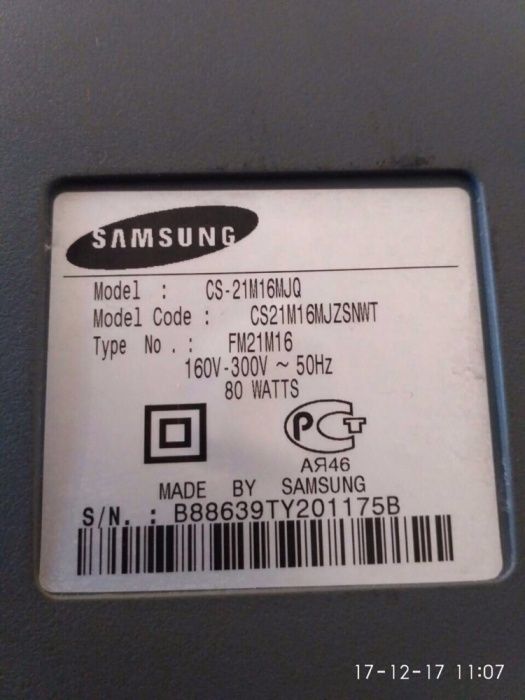 SAMSUNG
Model : CS-21M16MJQ
Model Code : CS21M16MJZSNWT
Type No . : FM21M16
160V-300V ~ 50Hz
80 WATTS
РСТ
АЯ46
MADE BY SAMSUNG
S/N. : B88639TY201175B
17-12-17 11:07